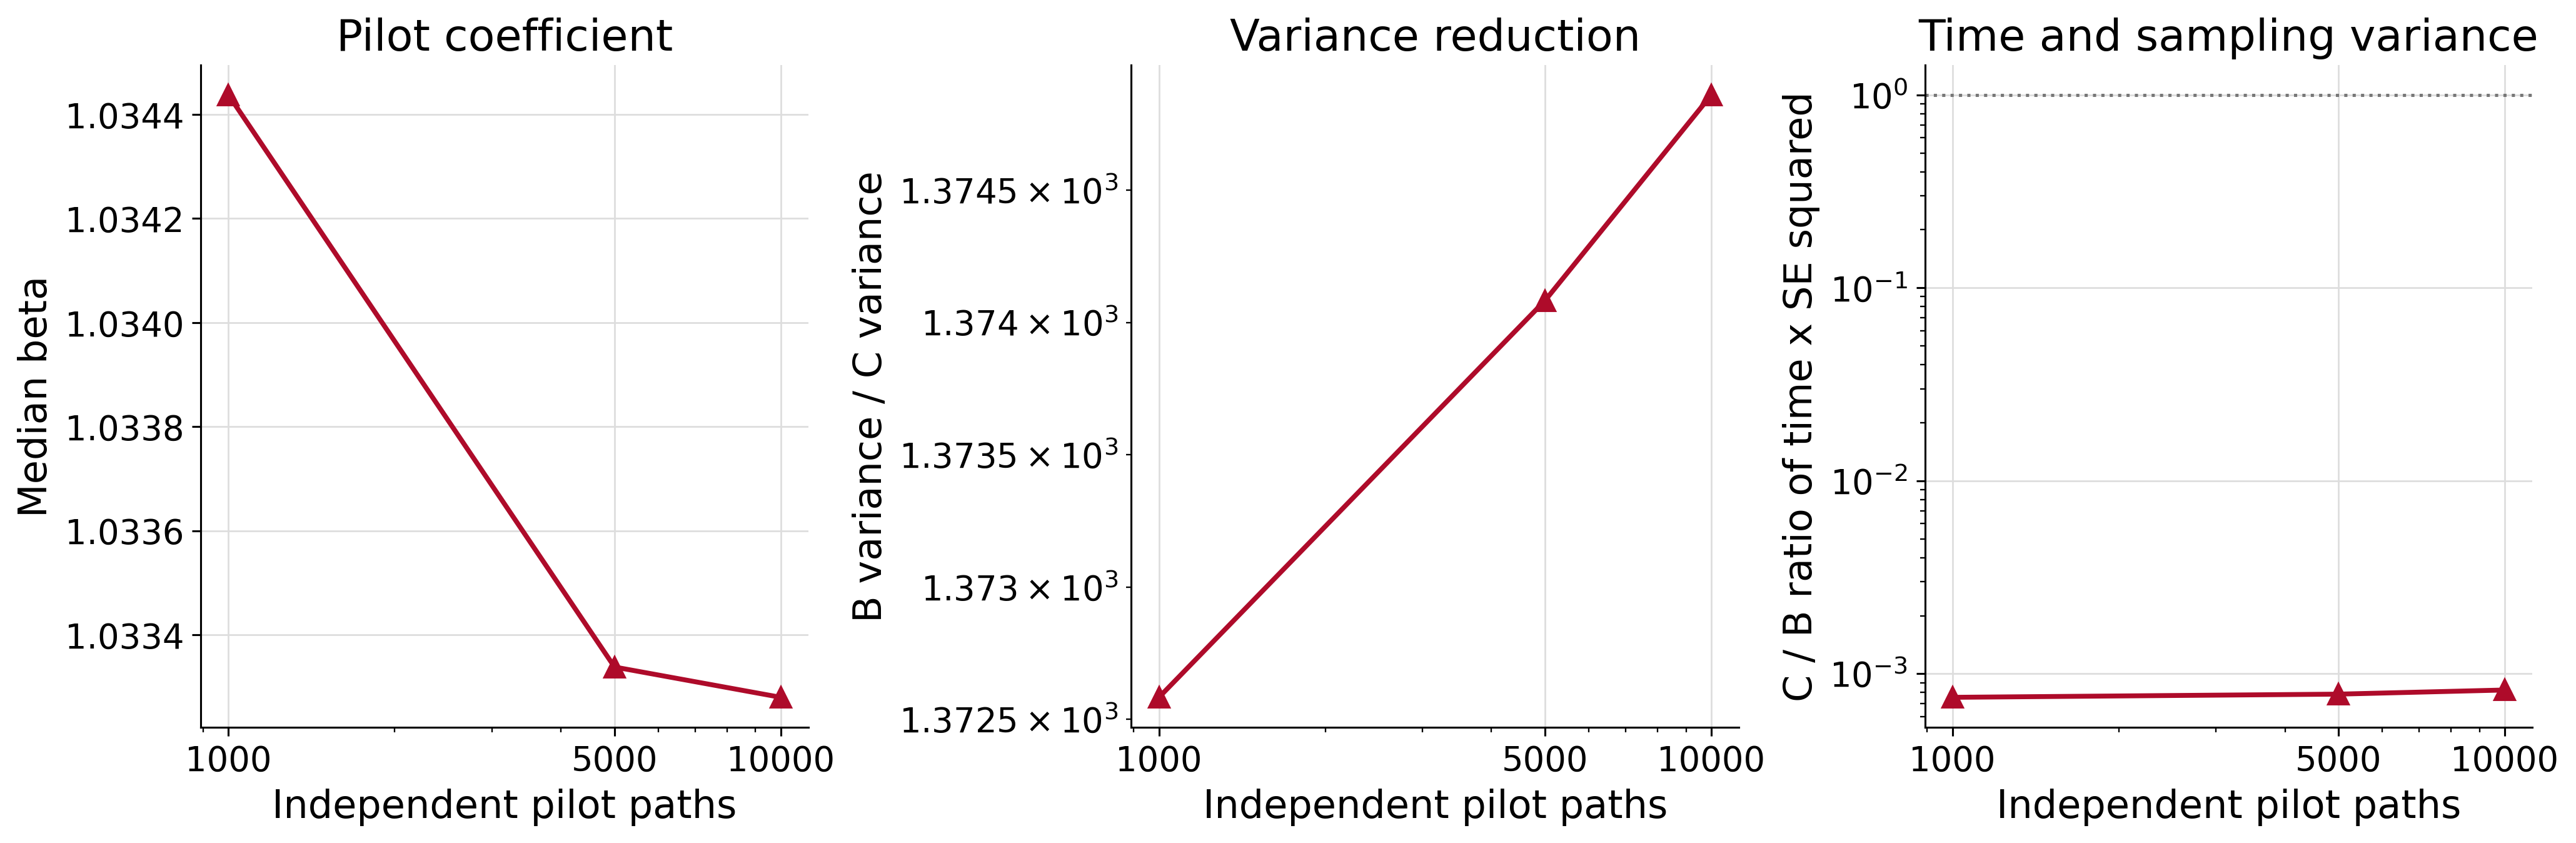 Pilot coefficient
Median beta
1.0344
1.0342
1.0340
1.0338
1.0336
1.0334
1000
5000
10000
Independent pilot paths
Variance reduction
B variance / C variance
1.3745 × 10³
1.374 × 10³
1.3735 × 10³
1.373 × 10³
1.3725 × 10³
1000
5000
10000
Independent pilot paths
Time and sampling variance
C / B ratio of time x SE squared
10⁰
10⁻¹
10⁻²
10⁻³
1000
5000
10000
Independent pilot paths